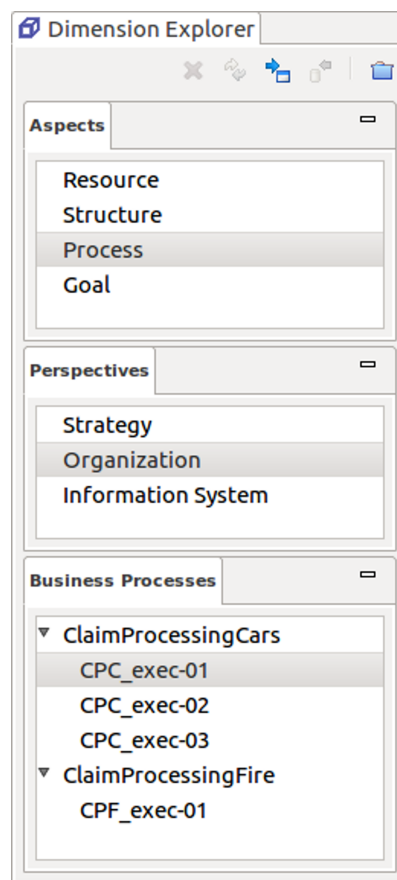 Dimension Explorer
Aspects
Resource
Structure
Process
Goal
Perspectives
Strategy
Organization
Information System
Business Processes
ClaimProcessingCars
CPC_exec-01
CPC_exec-02
CPC_exec-03
ClaimProcessingFire
CPF_exec-01